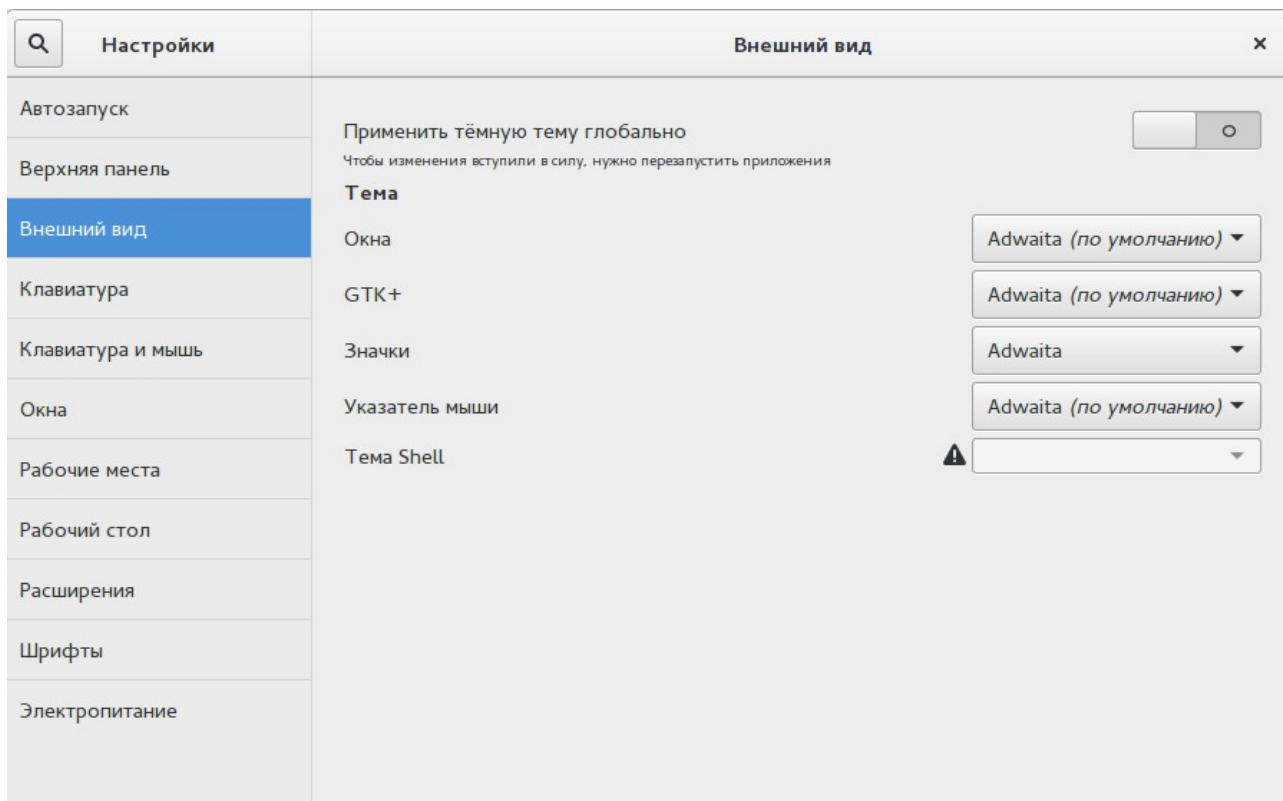 Настройки
Внешний вид
Автозапуск
Верхняя панель
Внешний вид
Клавиатура
Клавиатура и мышь
Окна
Рабочие места
Рабочий стол
Расширения
Шрифты
Электропитание
Применить тёмную тему глобально
Чтобы изменения вступили в силу, нужно перезапустить приложения
Тема
Окна Adwaita (по умолчанию)
GTK+ Adwaita (по умолчанию)
Значки Adwaita
Указатель мыши Adwaita (по умолчанию)
Тема Shell